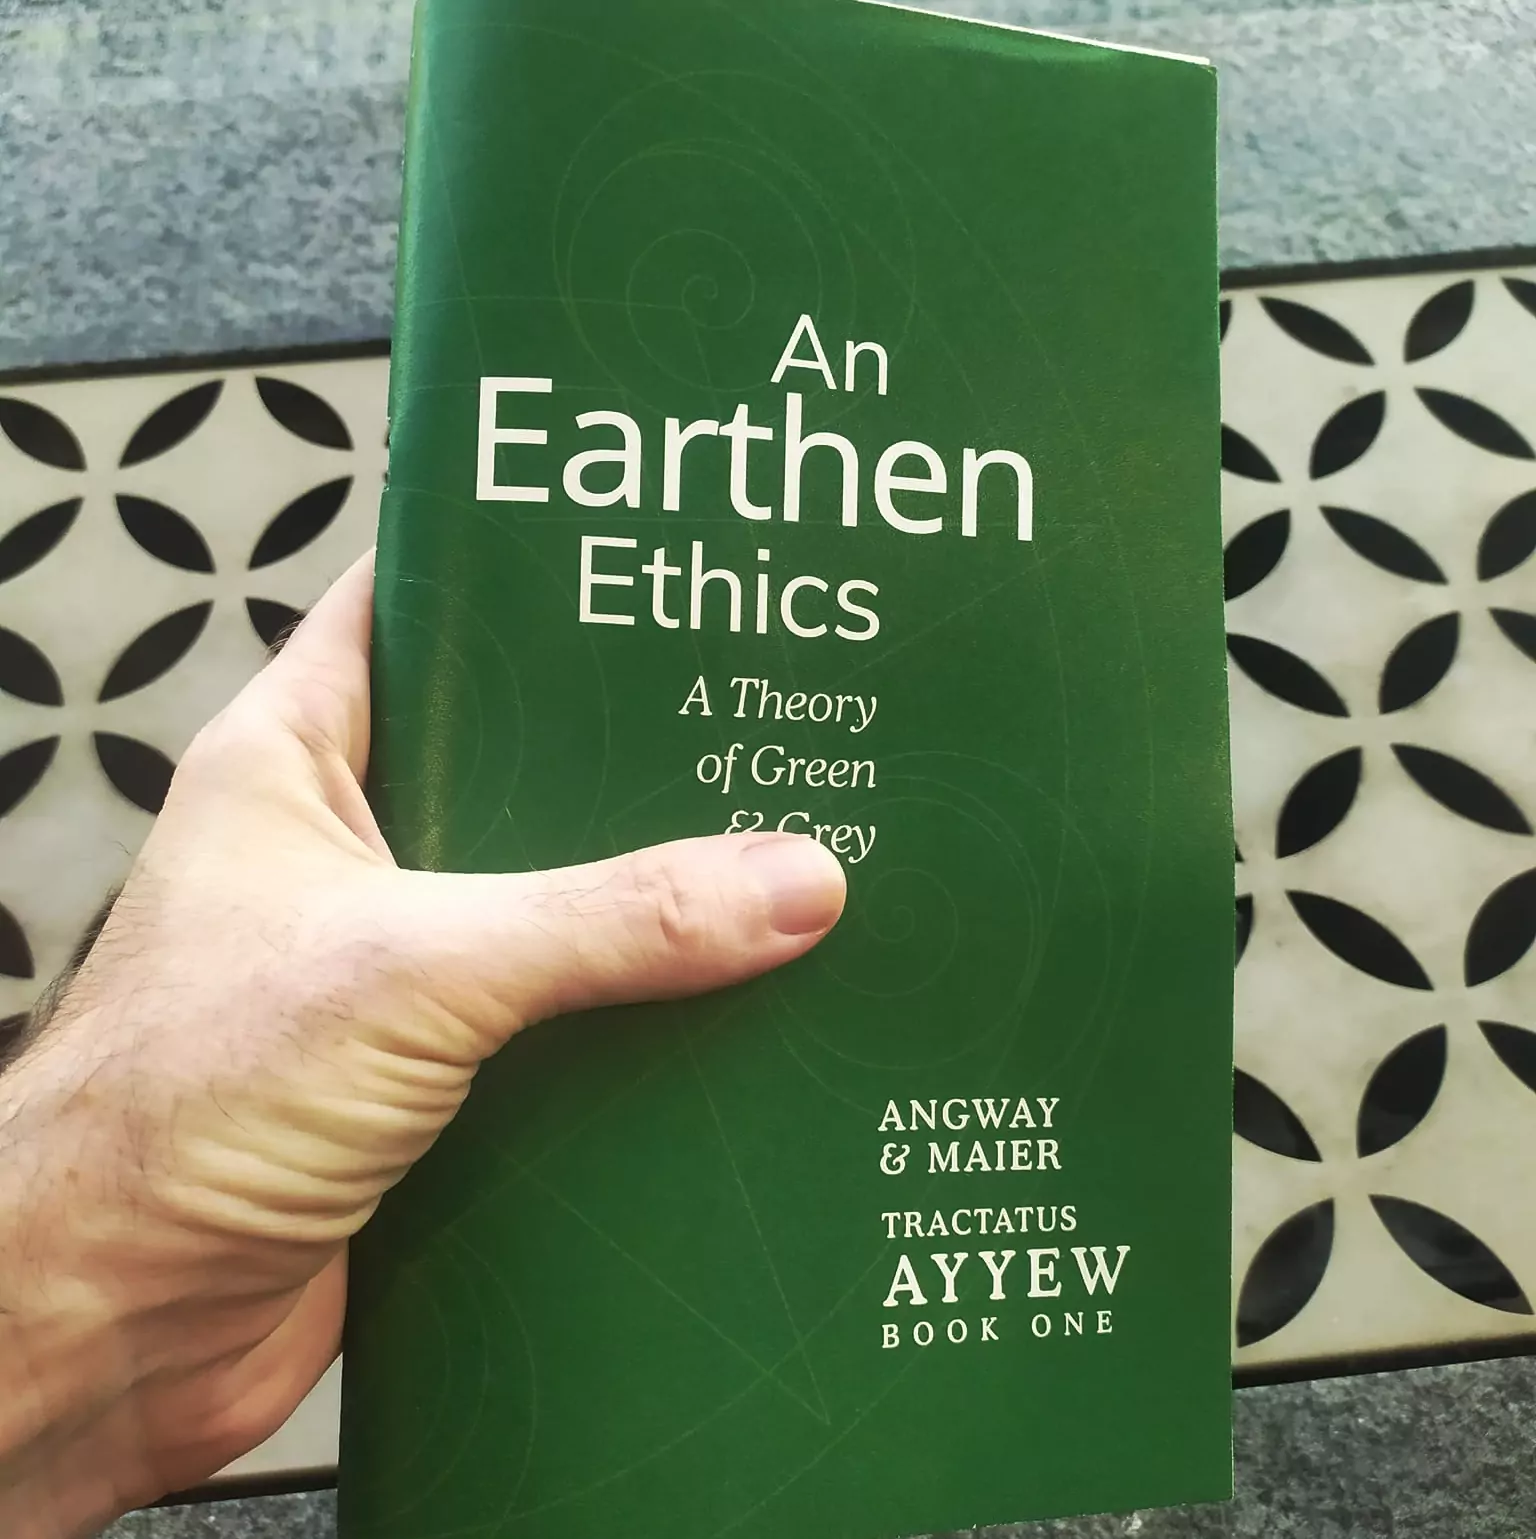 An
Earthen
Ethics
A Theory
of Green
& Grey
ANGWAY
& MAIER
TRACTATUS
AYYEW
BOOK ONE